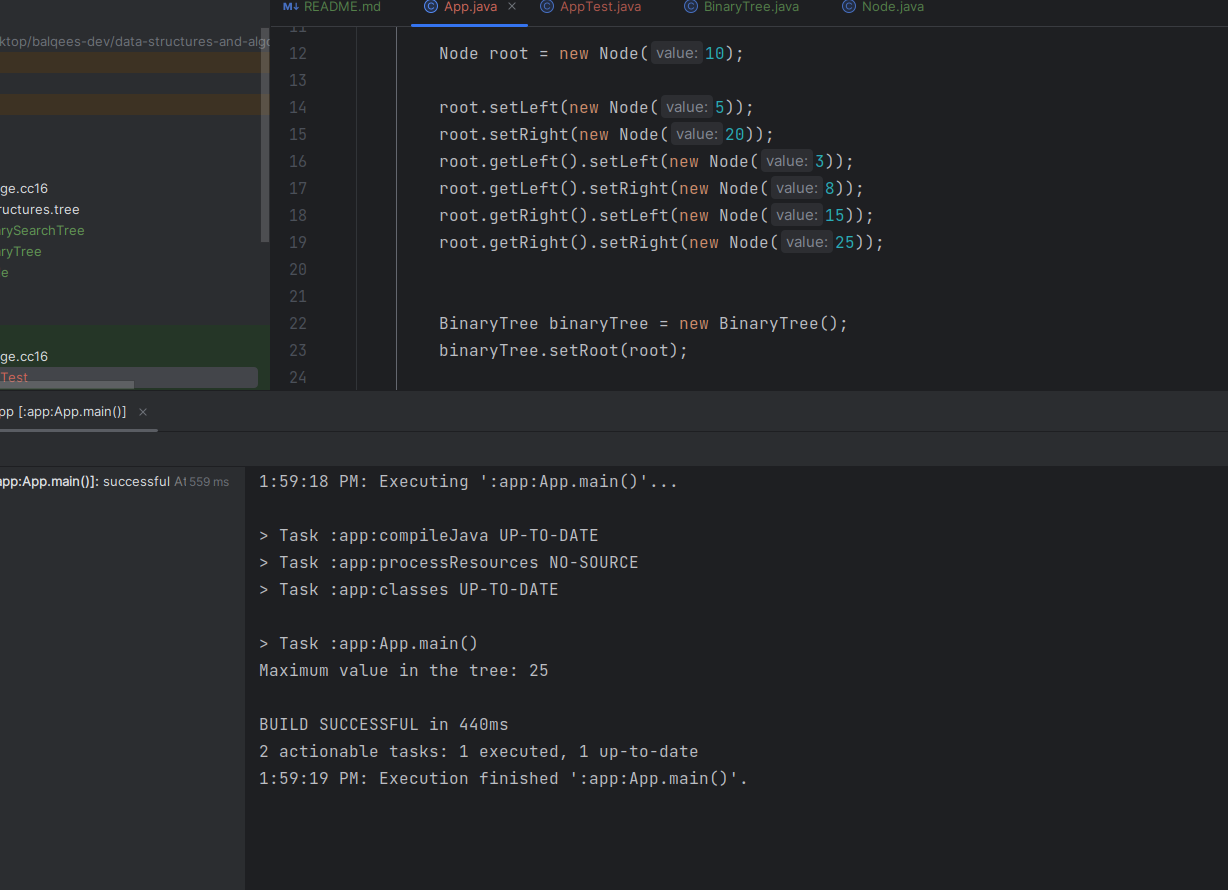 README.md App.java AppTest.java BinaryTree.java Node.java
ktop/balqees-dev/data-structures-and-algo
ge.cc16
ructures.tree
arySearchTree
aryTree
e
ge.cc16
Test
11
12 Node root = new Node( value: 10);
13
14 root.setLeft(new Node( value: 5));
15 root.setRight(new Node( value: 20));
16 root.getLeft().setLeft(new Node( value: 3));
17 root.getLeft().setRight(new Node( value: 8));
18 root.getRight().setLeft(new Node( value: 15));
19 root.getRight().setRight(new Node( value: 25));
20
21
22 BinaryTree binaryTree = new BinaryTree();
23 binaryTree.setRoot(root);
24
pp [:app:App.main()]
app:App.main()]: successful At 559 ms
1:59:18 PM: Executing ':app:App.main()'...
> Task :app:compileJava UP-TO-DATE
> Task :app:processResources NO-SOURCE
> Task :app:classes UP-TO-DATE
> Task :app:App.main()
Maximum value in the tree: 25
BUILD SUCCESSFUL in 440ms
2 actionable tasks: 1 executed, 1 up-to-date
1:59:19 PM: Execution finished ':app:App.main()'.